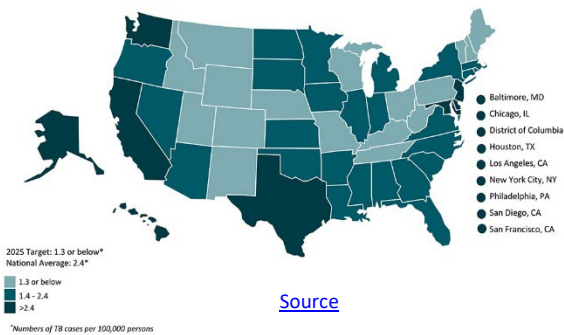 Baltimore, MD
Chicago, IL
District of Columbia
Houston, TX
Los Angeles, CA
New York City, NY
Philadelphia, PA
San Diego, CA
San Francisco, CA
2025 Target: 1.3 or below*
National Average: 2.4*
1.3 or below
1.4 - 2.4
>2.4
Source
*Numbers of TB cases per 100,000 persons